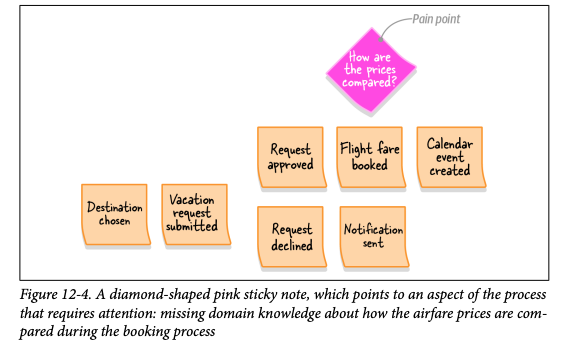 Pain point
How are
the prices
compared?
Request
approved
Flight fare
booked
Calendar
event
created
Destination
chosen
Vacation
request
submitted
Request
declined
Notification
sent
Figure 12-4. A diamond-shaped pink sticky note, which points to an aspect of the process
that requires attention: missing domain knowledge about how the airfare prices are com-
pared during the booking process